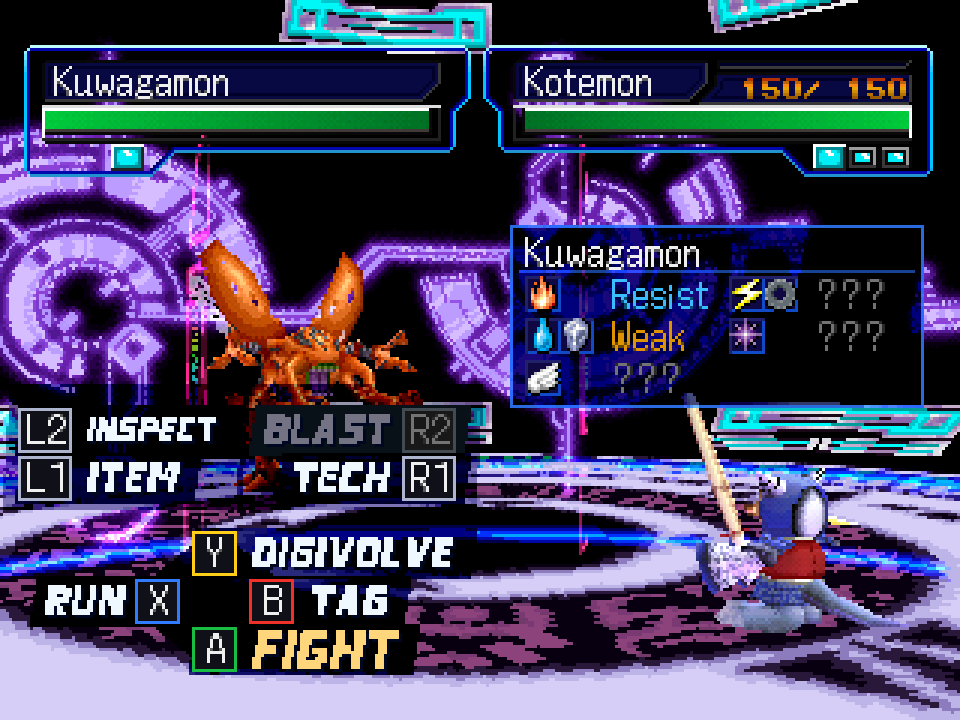 Kuwagamon
Kotemon 150/ 150
Kuwagamon
Resist ???
Weak ???
???
L2 INSPECT BLAST R2
L1 ITEM TECH R1
Y DIGIVOLVE
RUN X B TAG
A FIGHT